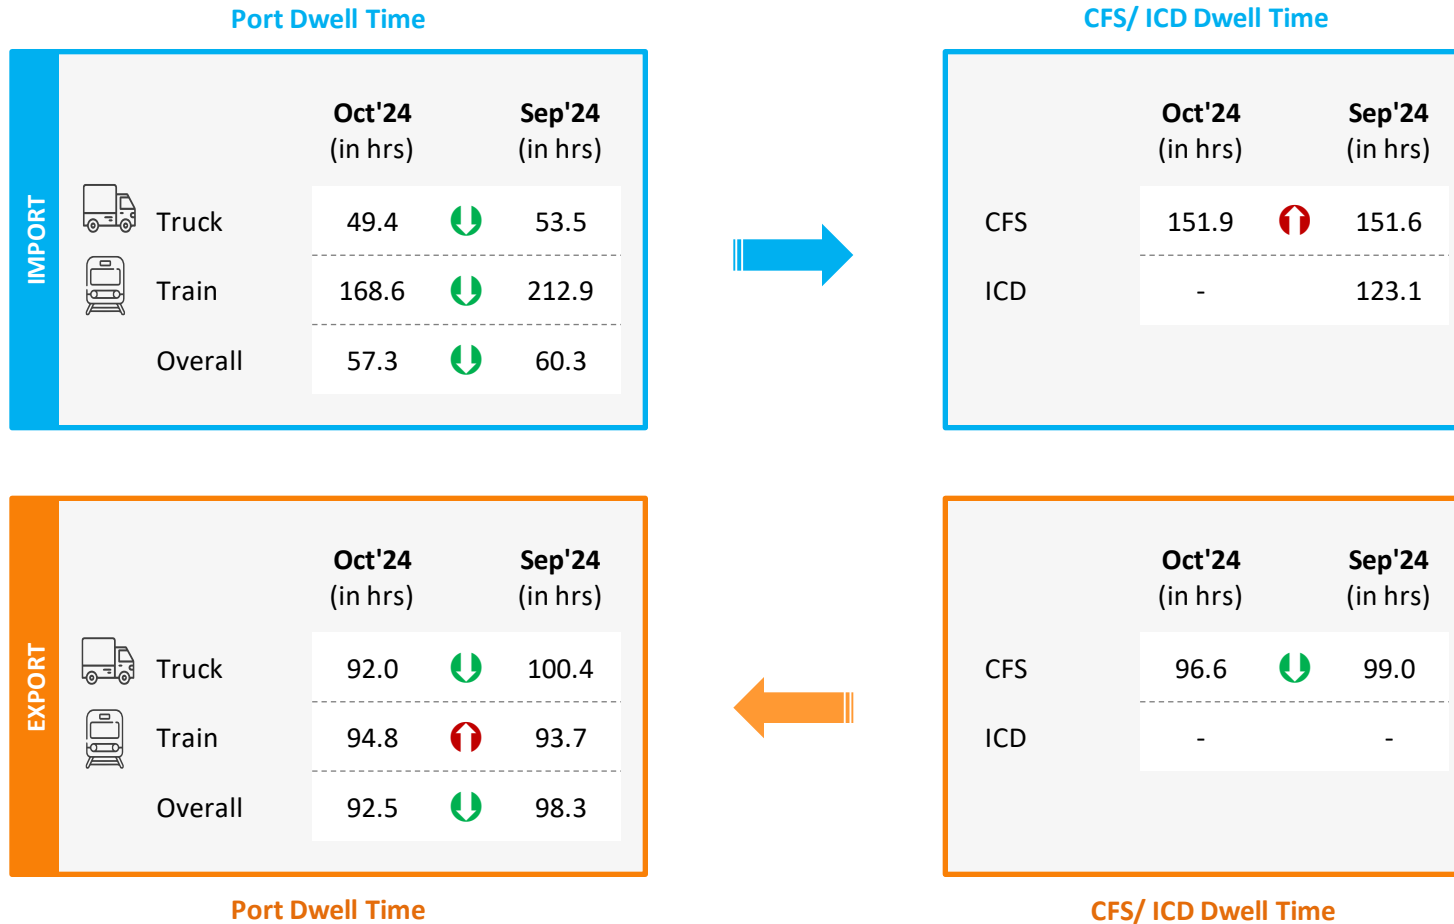 Port Dwell Time
CFS/ ICD Dwell Time
IMPORT
Oct'24 Sep'24
(in hrs) (in hrs)
Truck 49.4 53.5
Train 168.6 212.9
Overall 57.3 60.3
Oct'24 Sep'24
(in hrs) (in hrs)
CFS 151.9 151.6
ICD - 123.1
EXPORT
Oct'24 Sep'24
(in hrs) (in hrs)
Truck 92.0 100.4
Train 94.8 93.7
Overall 92.5 98.3
Oct'24 Sep'24
(in hrs) (in hrs)
CFS 96.6 99.0
ICD - -
Port Dwell Time
CFS/ ICD Dwell Time